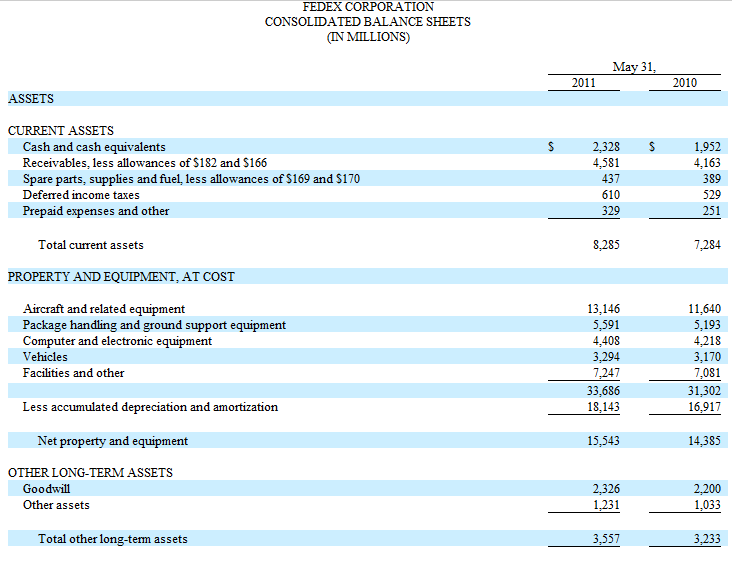 FEDEX CORPORATION
CONSOLIDATED BALANCE SHEETS
(IN MILLIONS)
May 31,
2011 2010
ASSETS
CURRENT ASSETS
Cash and cash equivalents $ 2,328 $ 1,952
Receivables, less allowances of $182 and $166 4,581 4,163
Spare parts, supplies and fuel, less allowances of $169 and $170 437 389
Deferred income taxes 610 529
Prepaid expenses and other 329 251
Total current assets 8,285 7,284
PROPERTY AND EQUIPMENT, AT COST
Aircraft and related equipment 13,146 11,640
Package handling and ground support equipment 5,591 5,193
Computer and electronic equipment 4,408 4,218
Vehicles 3,294 3,170
Facilities and other 7,247 7,081
33,686 31,302
Less accumulated depreciation and amortization 18,143 16,917
Net property and equipment 15,543 14,385
OTHER LONG-TERM ASSETS
Goodwill 2,326 2,200
Other assets 1,231 1,033
Total other long-term assets 3,557 3,233